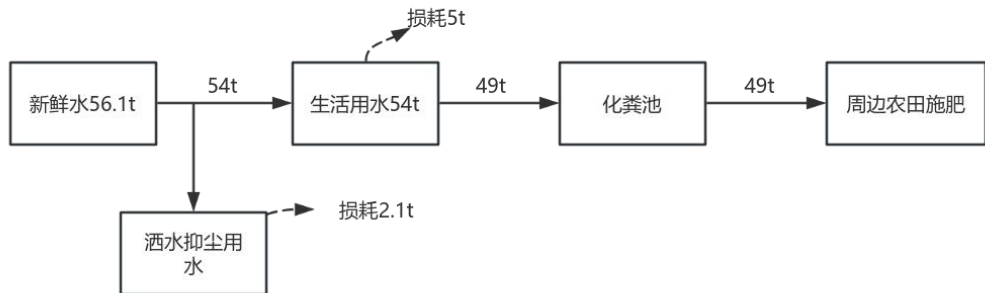 损耗5t
新鲜水56.1t
54t
生活用水54t
49t
化粪池
49t
周边农田施肥
洒水抑尘用
水
损耗2.1t